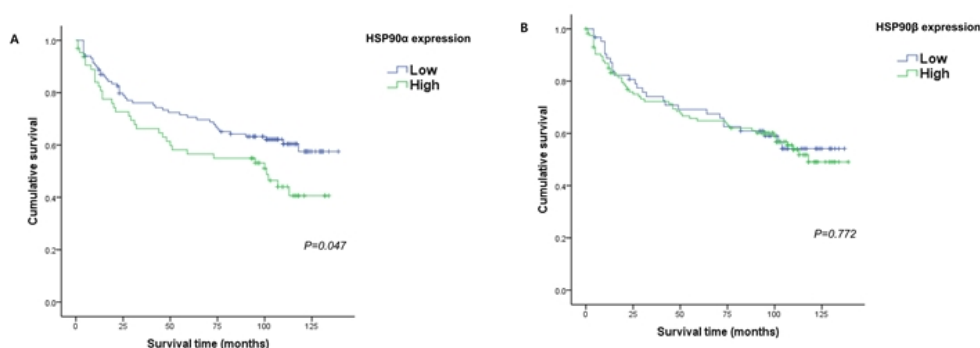 A
HSP90α expression
Low
High
Cumulative survival
1.0
0.8
0.6
0.4
0.2
0.0
P=0.047
0 25 50 75 100 125
Survival time (months)
B
HSP90β expression
Low
High
Cumulative survival
1.0
0.8
0.6
0.4
0.2
0.0
P=0.772
0 25 50 75 100 125
Survival time (months)